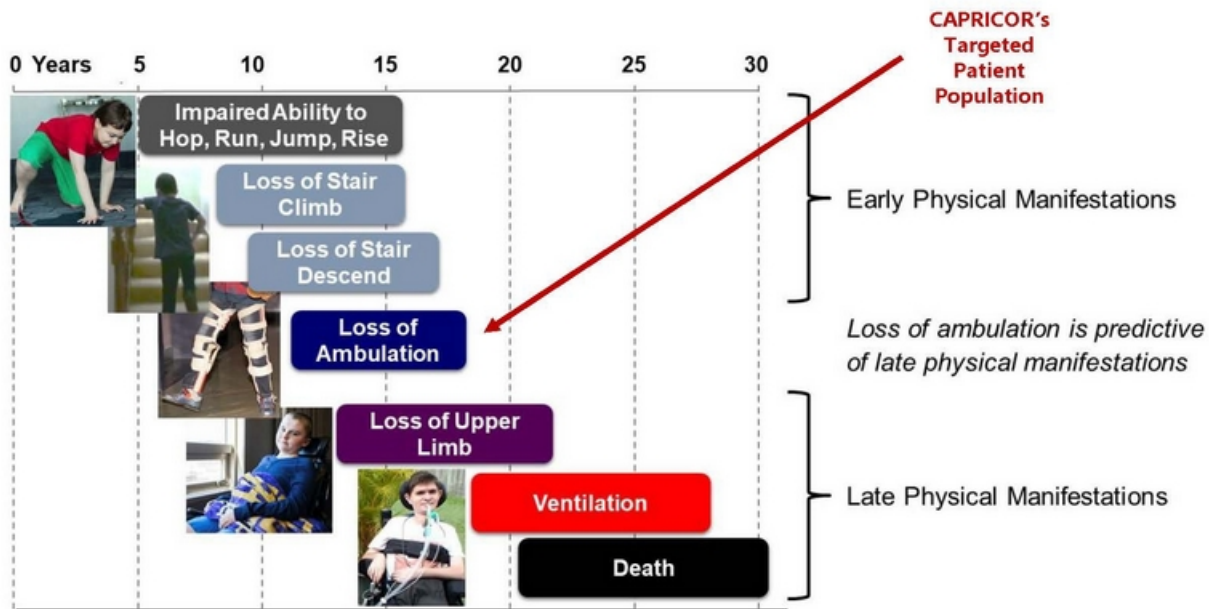 CAPRICOR's
Targeted
Patient
Population
0 Years 5 10 15 20 25 30
Impaired Ability to
Hop, Run, Jump, Rise
Loss of Stair
Climb
Loss of Stair
Descend
Early Physical Manifestations
Loss of
Ambulation
Loss of ambulation is predictive
of late physical manifestations
Loss of Upper
Limb
Ventilation
Late Physical Manifestations
Death